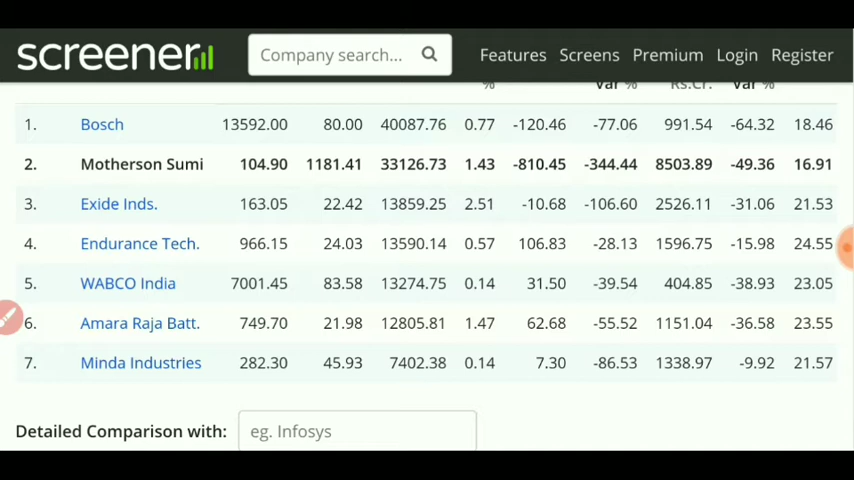 screener
Company search...
Features Screens Premium Login Register
% Var % Rs.Cr. Var %
1. Bosch 13592.00 80.00 40087.76 0.77 -120.46 -77.06 991.54 -64.32 18.46
2. Motherson Sumi 104.90 1181.41 33126.73 1.43 -810.45 -344.44 8503.89 -49.36 16.91
3. Exide Inds. 163.05 22.42 13859.25 2.51 -10.68 -106.60 2526.11 -31.06 21.53
4. Endurance Tech. 966.15 24.03 13590.14 0.57 106.83 -28.13 1596.75 -15.98 24.55
5. WABCO India 7001.45 83.58 13274.75 0.14 31.50 -39.54 404.85 -38.93 23.05
6. Amara Raja Batt. 749.70 21.98 12805.81 1.47 62.68 -55.52 1151.04 -36.58 23.55
7. Minda Industries 282.30 45.93 7402.38 0.14 7.30 -86.53 1338.97 -9.92 21.57
Detailed Comparison with: eg. Infosys